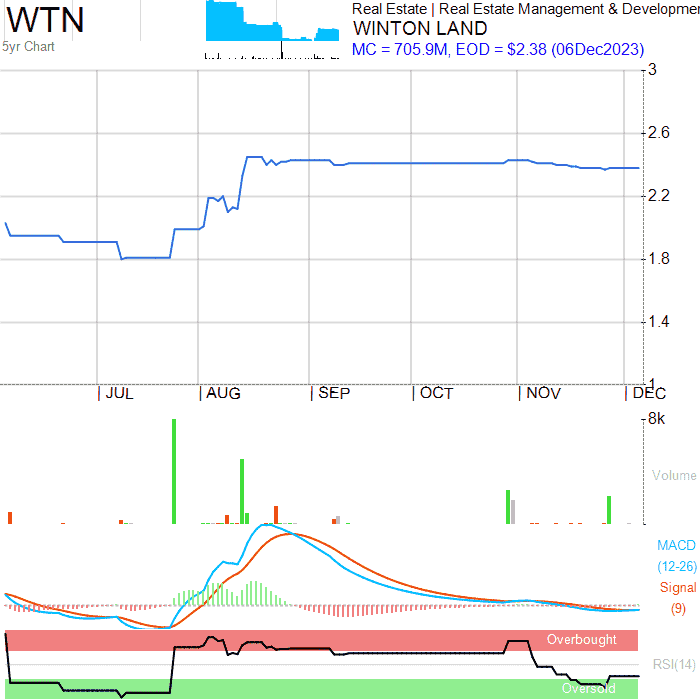 WTN
5yr Chart
Real Estate | Real Estate Management & Developmer
WINTON LAND
MC = 705.9M, EOD = $2.38 (06Dec2023)
3
2.6
2.2
1.8
1.4
1
JUL AUG SEP OCT NOV DEC
8k
Volume
MACD
(12-26)
Signal
(9)
Overbought
RSI(14)
Oversold